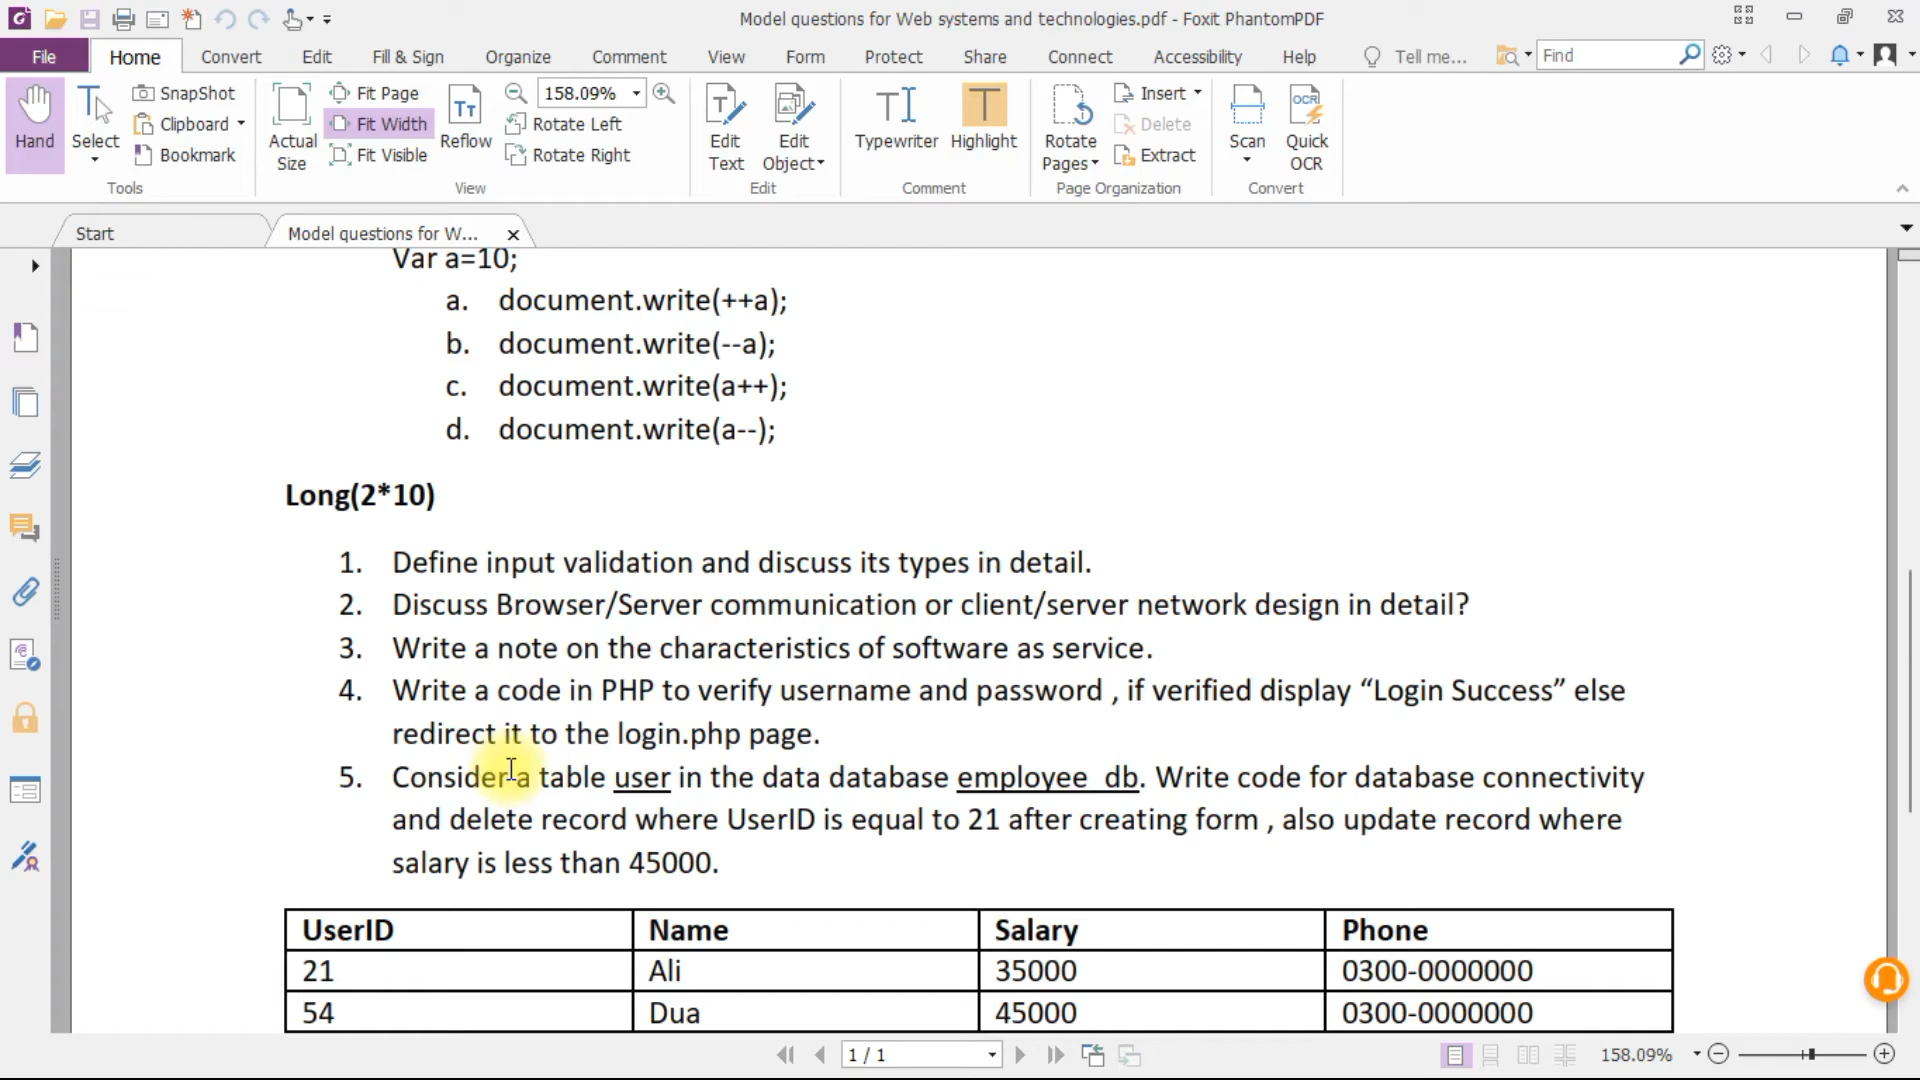 Model questions for Web systems and technologies.pdf - Foxit PhantomPDF
File Home Convert Edit Fill & Sign Organize Comment View Form Protect Share Connect Accessibility Help Tell me... Find
Hand
Select
SnapShot
Clipboard
Bookmark
Tools
Actual Size
Fit Page
Fit Width
Fit Visible
Reflow
158.09%
Rotate Left
Rotate Right
View
Edit Text
Edit Object
Edit
Typewriter
Highlight
Comment
Rotate Pages
Insert
Delete
Extract
Page Organization
Scan
Quick OCR
Convert
Start
Model questions for W...
Var a=10;
a. document.write(++a);
b. document.write(--a);
c. document.write(a++);
d. document.write(a--);
Long(2*10)
1. Define input validation and discuss its types in detail.
2. Discuss Browser/Server communication or client/server network design in detail?
3. Write a note on the characteristics of software as service.
4. Write a code in PHP to verify username and password , if verified display “Login Success” else
redirect it to the login.php page.
5. Consider a table user in the data database employee_db. Write code for database connectivity
and delete record where UserID is equal to 21 after creating form , also update record where
salary is less than 45000.
UserID Name Salary Phone
21 Ali 35000 0300-0000000
54 Dua 45000 0300-0000000
1 / 1
158.09%